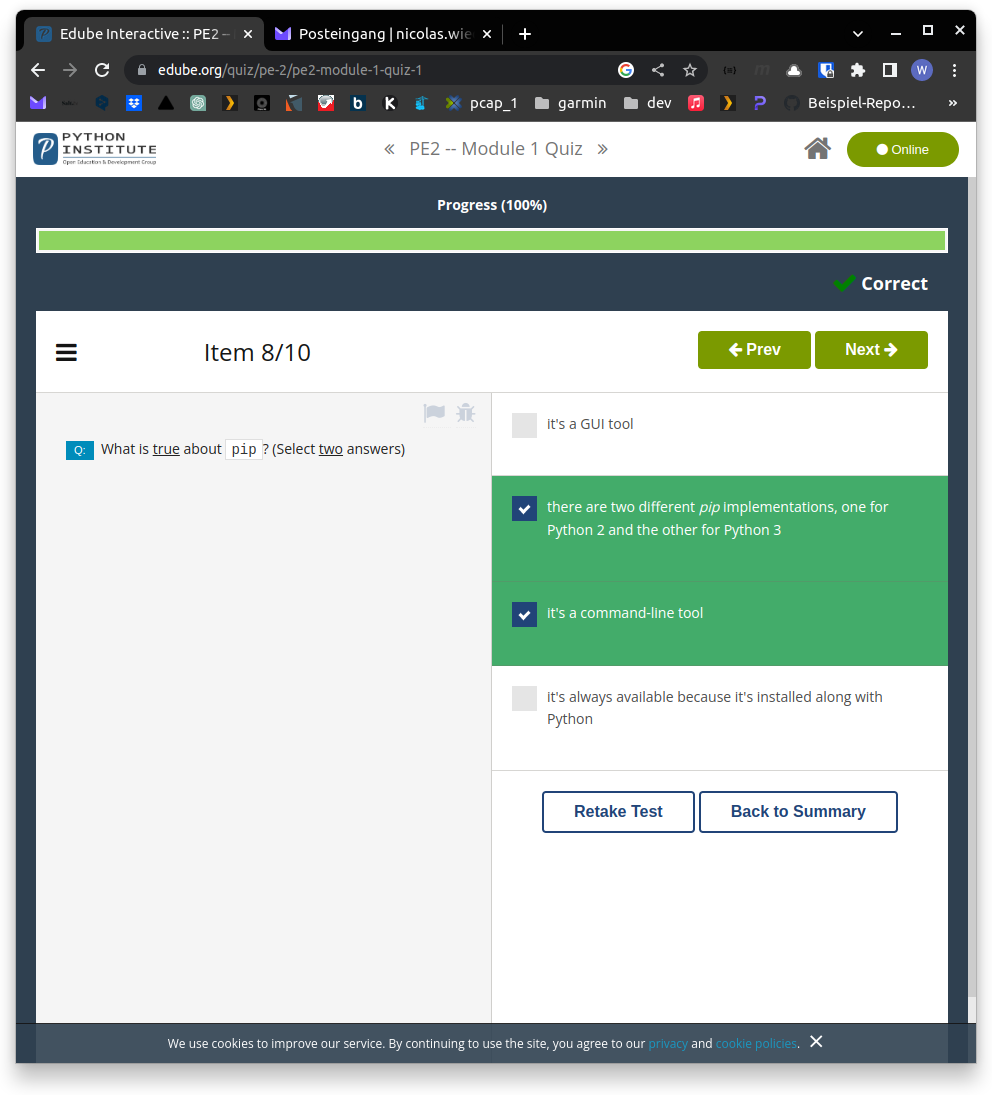 Edube Interactive :: PE2 –
Posteingang | nicolas.wie
edube.org/quiz/pe-2/pe2-module-1-quiz-1
W
pcap_1
garmin
dev
Beispiel-Repo…
»
PYTHON
INSTITUTE
Open Education & Development Group
« PE2 -- Module 1 Quiz »
Online
Progress (100%)
Correct
Item 8/10
Prev
Next
Q: What is true about pip? (Select two answers)
it's a GUI tool
there are two different pip implementations, one for
Python 2 and the other for Python 3
it's a command-line tool
it's always available because it's installed along with
Python
Retake Test
Back to Summary
We use cookies to improve our service. By continuing to use the site, you agree to our privacy and cookie policies.